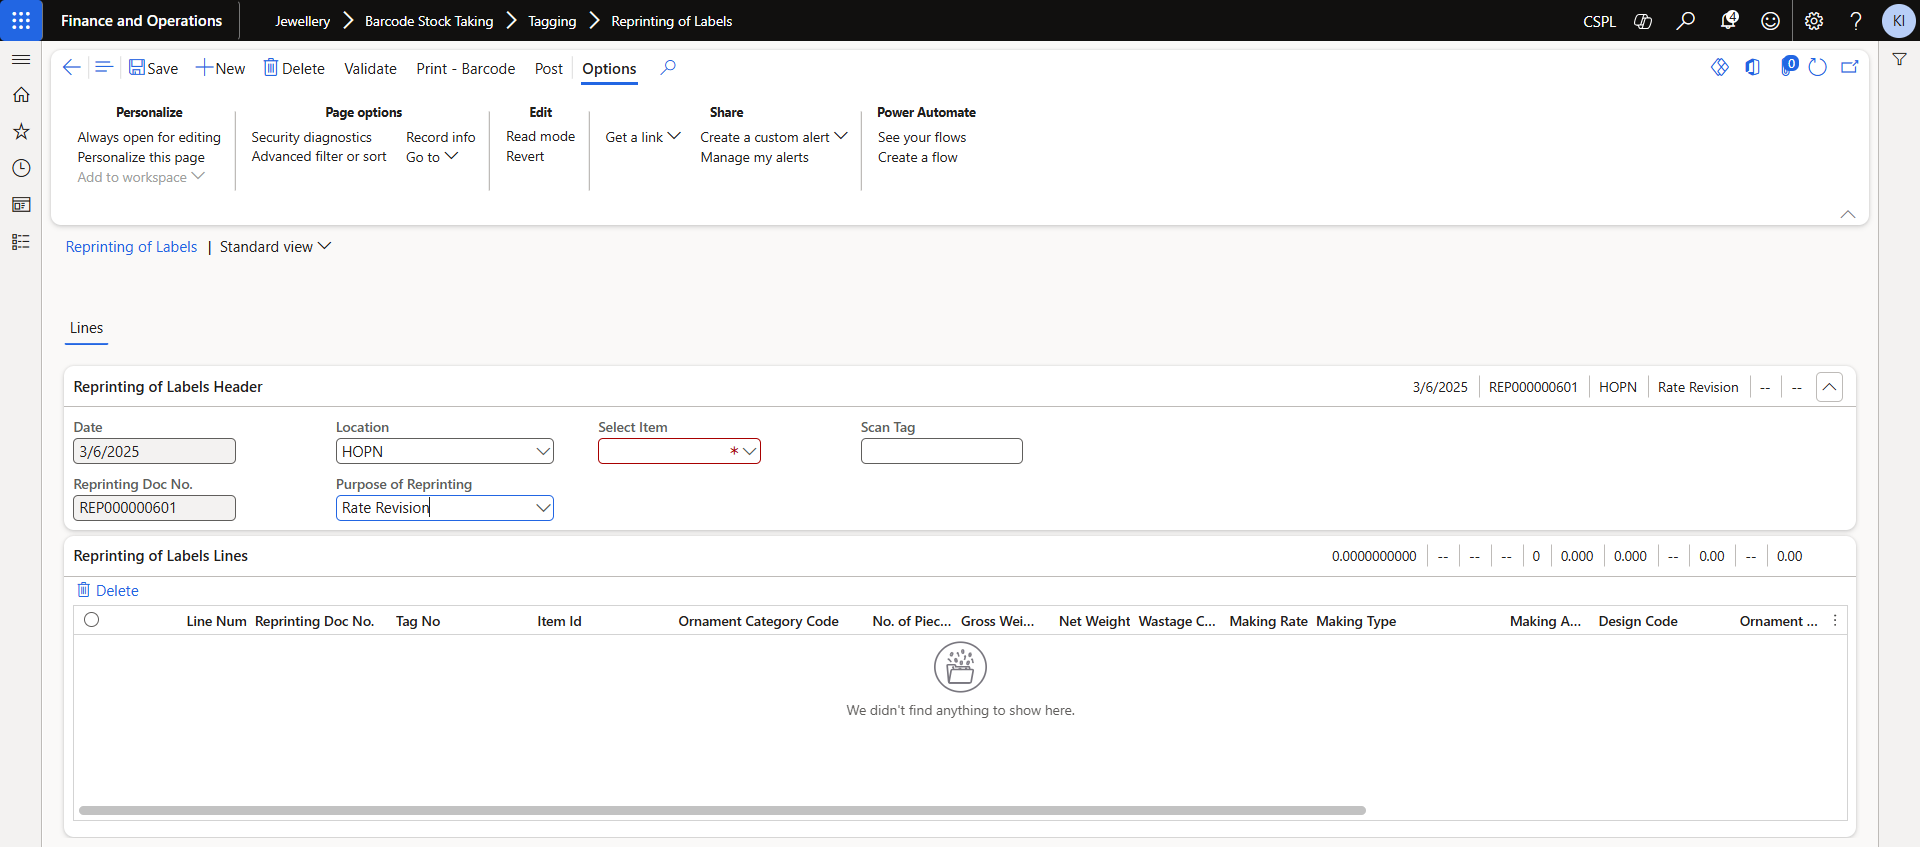 Finance and Operations
Jewellery > Barcode Stock Taking > Tagging > Reprinting of Labels
CSPL
4
KI
Save
New
Delete
Validate
Print - Barcode
Post
Options
0
Personalize
Always open for editing
Personalize this page
Add to workspace
Page options
Security diagnostics
Advanced filter or sort
Record info
Go to
Edit
Read mode
Revert
Share
Get a link
Create a custom alert
Manage my alerts
Power Automate
See your flows
Create a flow
Reprinting of Labels | Standard view
Lines
Reprinting of Labels Header
3/6/2025 | REP000000601 | HOPN | Rate Revision | -- | --
Date
3/6/2025
Location
HOPN
Select Item
*
Scan Tag
Reprinting Doc No.
REP000000601
Purpose of Reprinting
Rate Revision
Reprinting of Labels Lines
0.0000000000 | -- | -- | -- | 0 | 0.000 | 0.000 | -- | 0.00 | -- | 0.00
Delete
Line Num Reprinting Doc No. Tag No Item Id Ornament Category Code No. of Piec... Gross Wei... Net Weight Wastage C... Making Rate Making Type Making A... Design Code Ornament ...
We didn't find anything to show here.